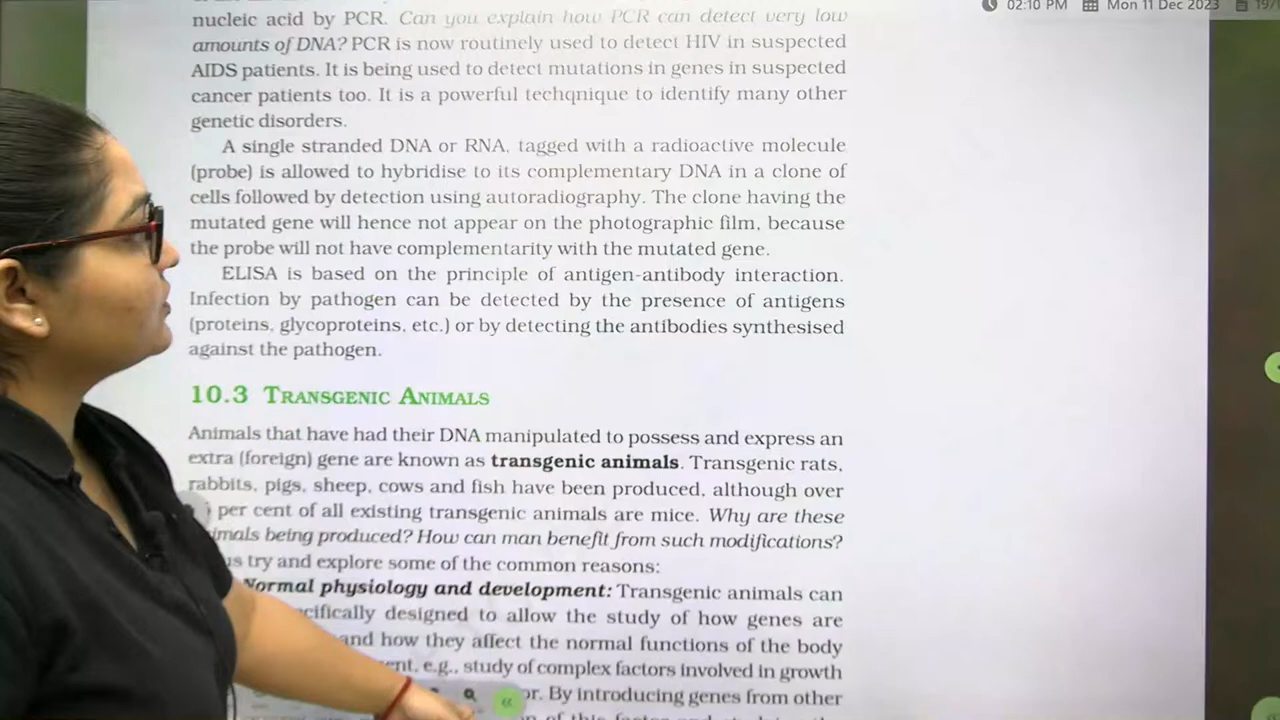 02:10 PM Mon 11 Dec 2023
nucleic acid by PCR. Can you explain how PCR can detect very low
amounts of DNA? PCR is now routinely used to detect HIV in suspected
AIDS patients. It is being used to detect mutations in genes in suspected
cancer patients too. It is a powerful techqnique to identify many other
genetic disorders.
A single stranded DNA or RNA, tagged with a radioactive molecule
(probe) is allowed to hybridise to its complementary DNA in a clone of
cells followed by detection using autoradiography. The clone having the
mutated gene will hence not appear on the photographic film, because
the probe will not have complementarity with the mutated gene.
ELISA is based on the principle of antigen-antibody interaction.
Infection by pathogen can be detected by the presence of antigens
(proteins, glycoproteins, etc.) or by detecting the antibodies synthesised
against the pathogen.
10.3 TRANSGENIC ANIMALS
Animals that have had their DNA manipulated to possess and express an
extra (foreign) gene are known as transgenic animals. Transgenic rats,
rabbits, pigs, sheep, cows and fish have been produced, although over
per cent of all existing transgenic animals are mice. Why are these
imals being produced? How can man benefit from such modifications?
us try and explore some of the common reasons:
Normal physiology and development: Transgenic animals can
cifically designed to allow the study of how genes are
and how they affect the normal functions of the body
ent, e.g., study of complex factors involved in growth
or. By introducing genes from other